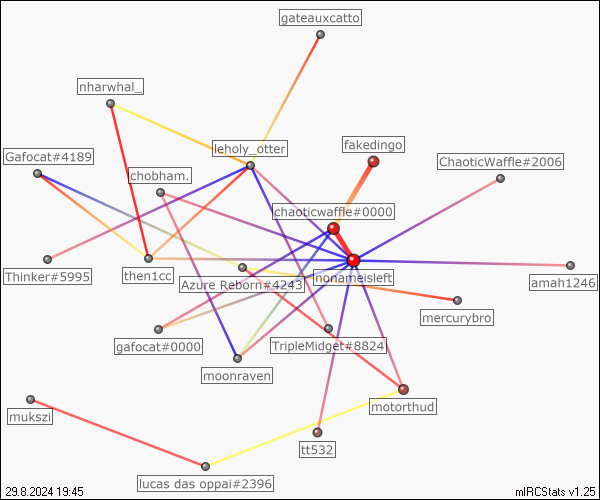 gateauxcatto
nharwhal_
leholy_otter
fakedingo
Gafocat#4189
chobham.
ChaoticWaffle#2006
chaoticwaffle#0000
Thinker#5995
then1cc
Azure Reborn#4243
nonameisleft
amah1246
mercurybro
gafocat#0000
TripleMidget#8824
moonraven
motorthud
mukszi
tt532
lucas das oppai#2396
29.8.2024 19:45
mIRCStats v1.25